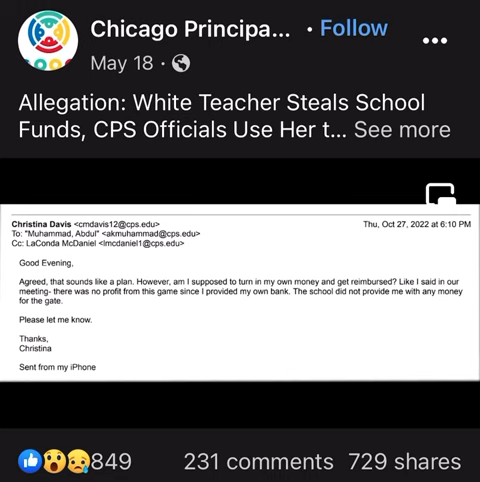 Chicago Principa... • Follow
May 18 ·
Allegation: White Teacher Steals School
Funds, CPS Officials Use Her t... See more
Christina Davis <cmdavis12@cps.edu> Thu, Oct 27, 2022 at 6:10 PM
To: "Muhammad, Abdul" <akmuhammad@cps.edu>
Cc: LaConda McDaniel <lmcdaniel1@cps.edu>
Good Evening,
Agreed, that sounds like a plan. However, am I supposed to turn in my own money and get reimbursed? Like I said in our
meeting- there was no profit from this game since I provided my own bank. The school did not provide me with any money
for the gate.
Please let me know.
Thanks,
Christina
Sent from my iPhone
849 231 comments 729 shares